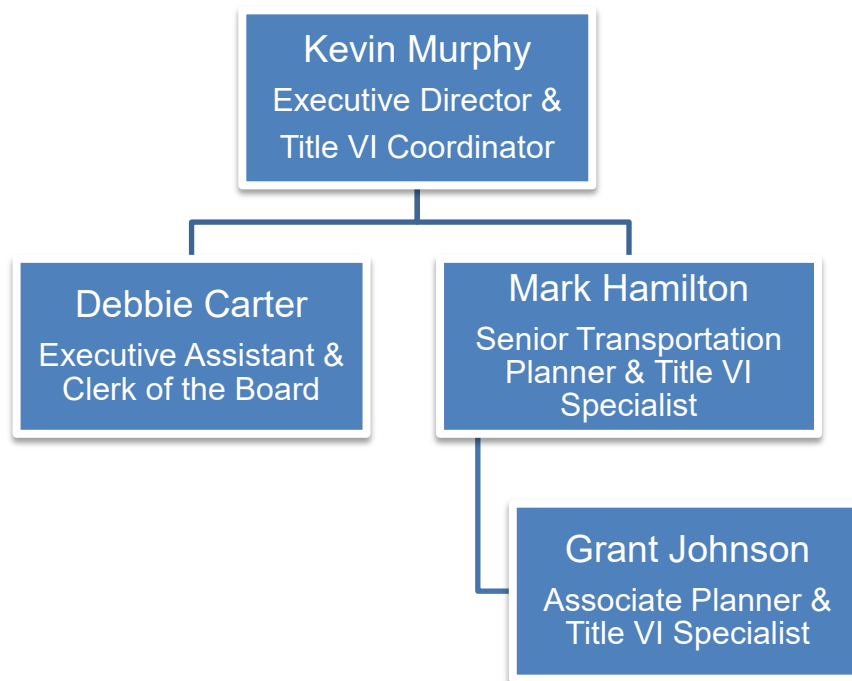 Kevin Murphy
Executive Director &
Title VI Coordinator
Debbie Carter
Executive Assistant &
Clerk of the Board
Mark Hamilton
Senior Transportation
Planner & Title VI
Specialist
Grant Johnson
Associate Planner &
Title VI Specialist